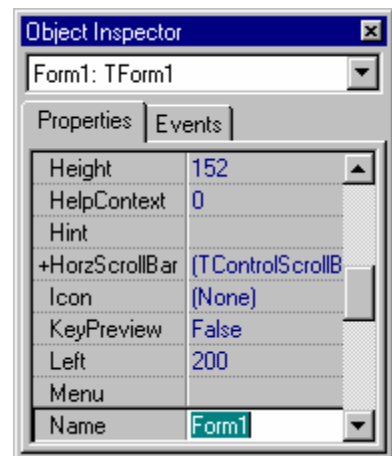 Object Inspector
Form1: TForm1
Properties Events
Height 152
HelpContext 0
Hint
+HorzScrollBar (TControlScrollB
Icon (None)
KeyPreview False
Left 200
Menu
Name Form1